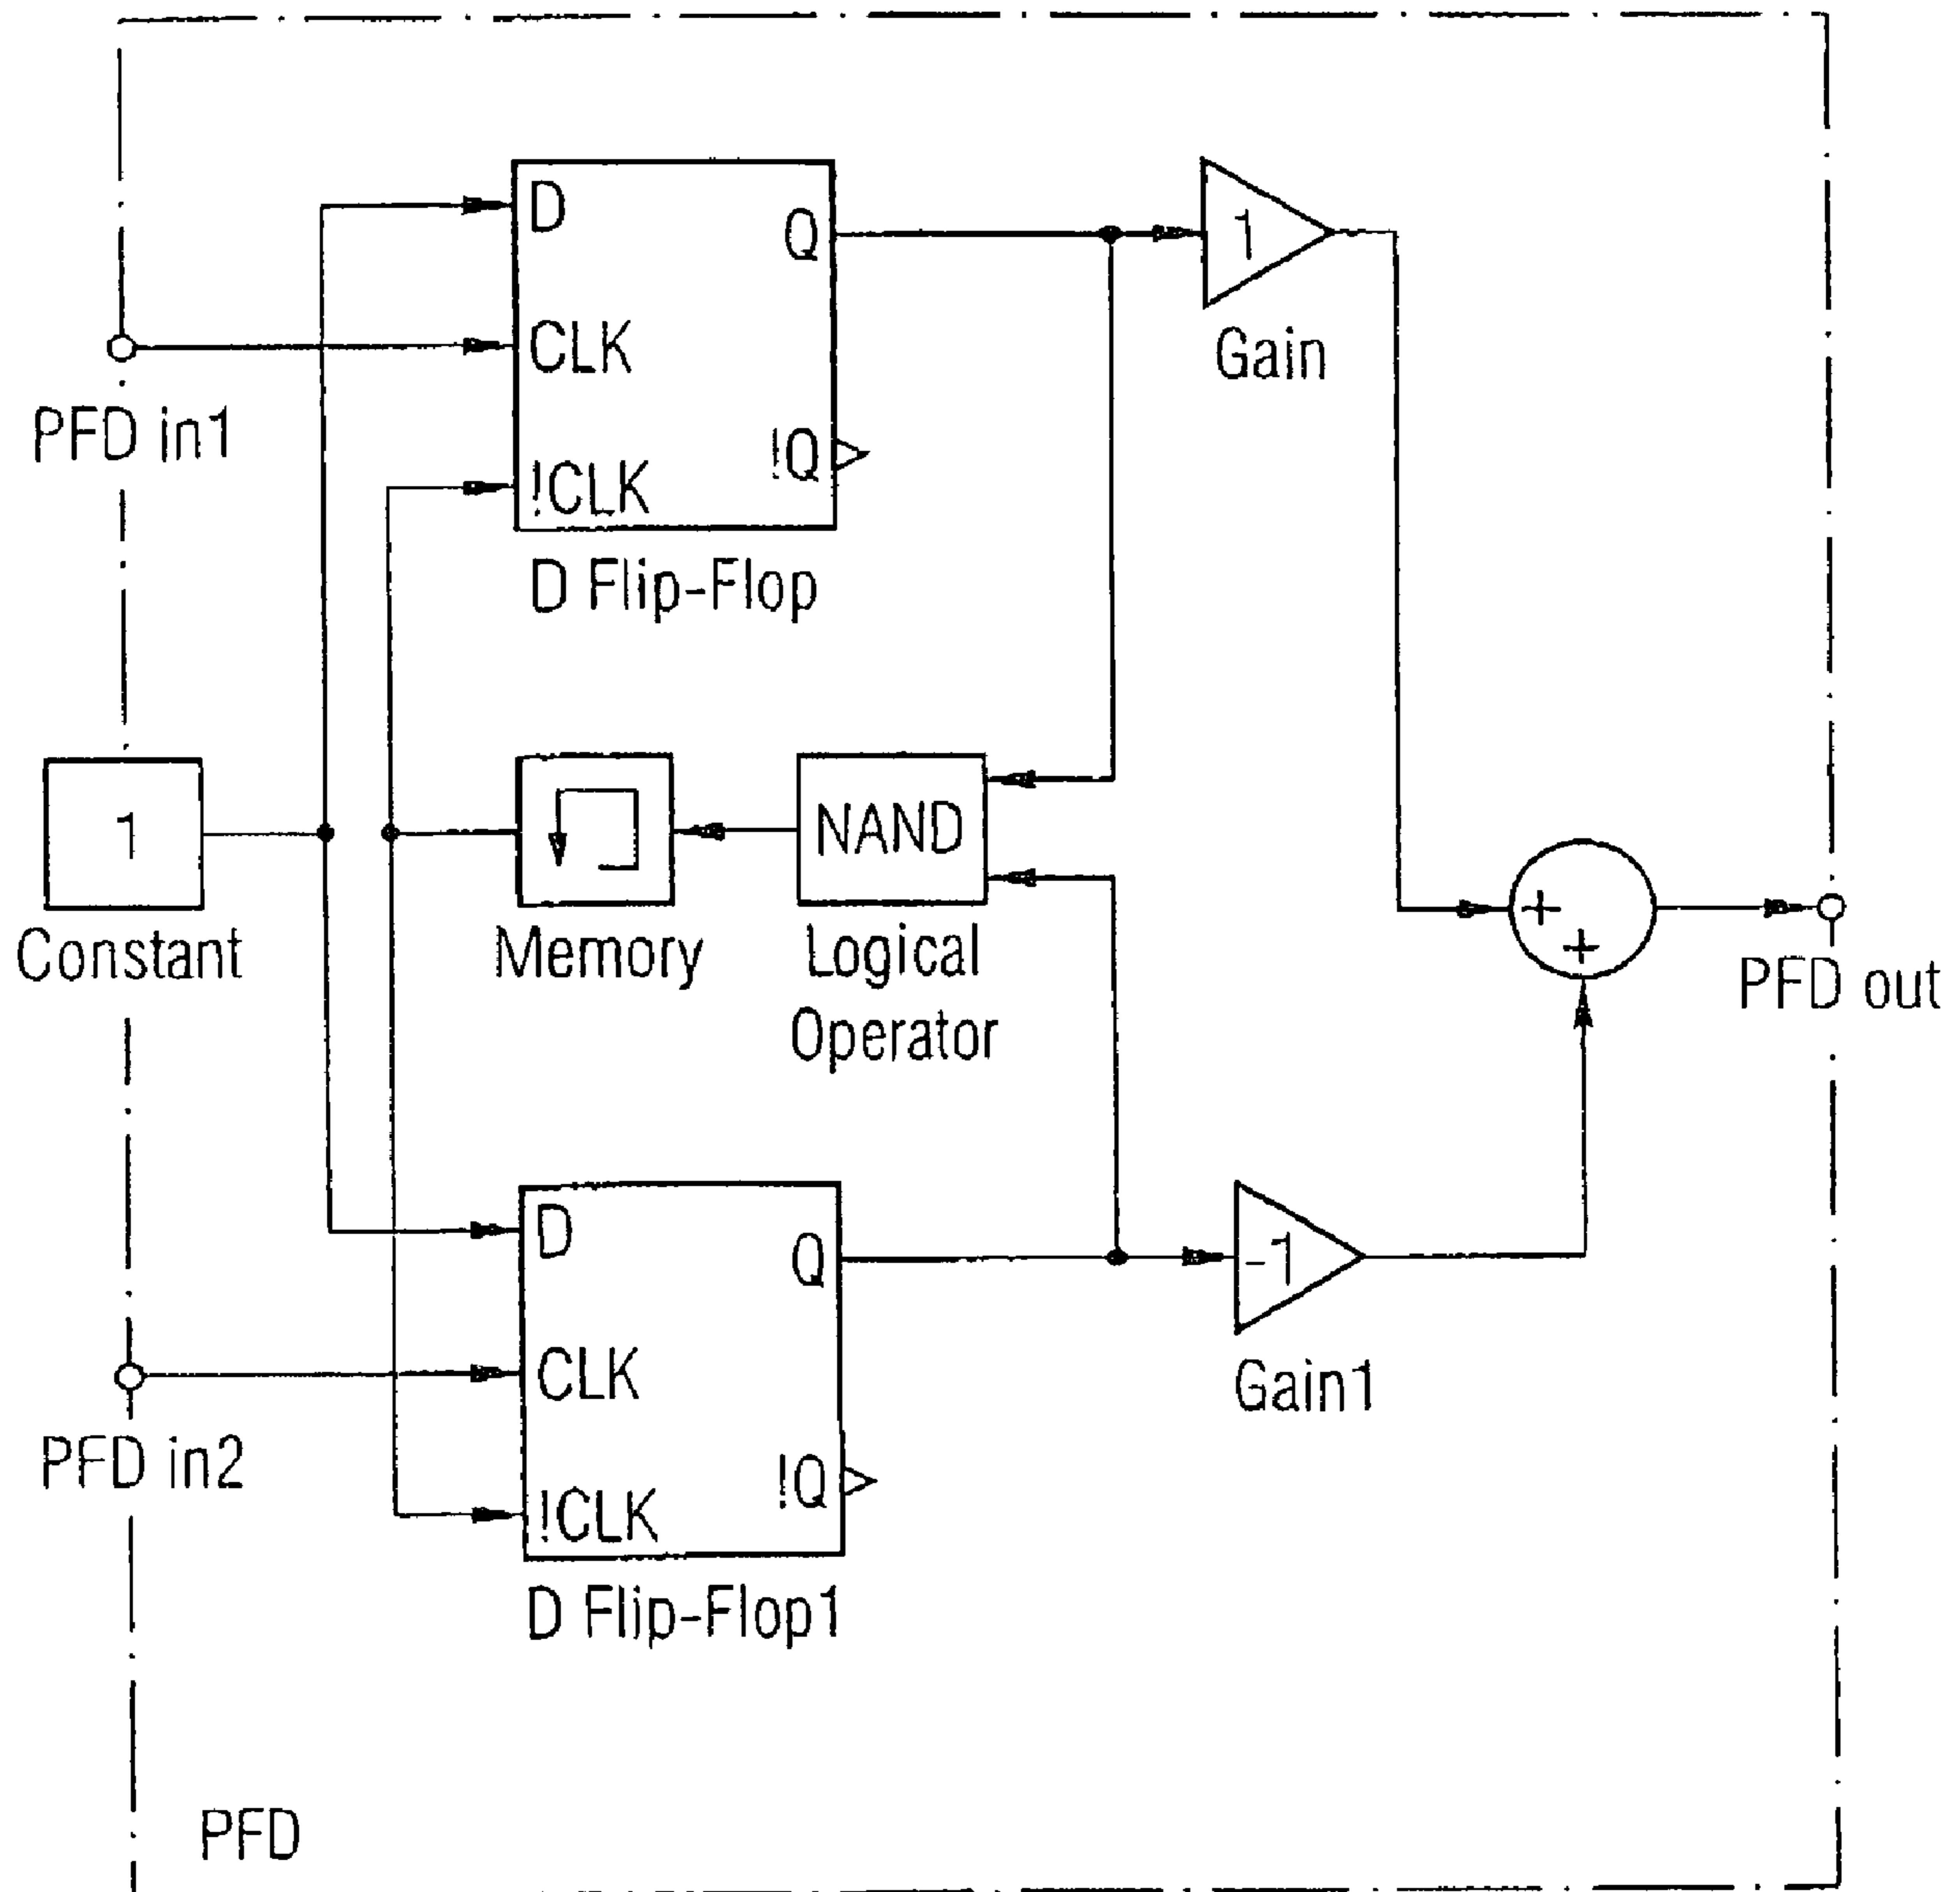 D
Q
CLK
!Q
!CLK
D Flip-Flop
1
Gain
PFD in1
1
Constant
Memory
NAND
Logical
Operator
+
+
PFD out
D
Q
CLK
!Q
!CLK
D Flip-Flop1
-1
Gain1
PFD in2
PFD